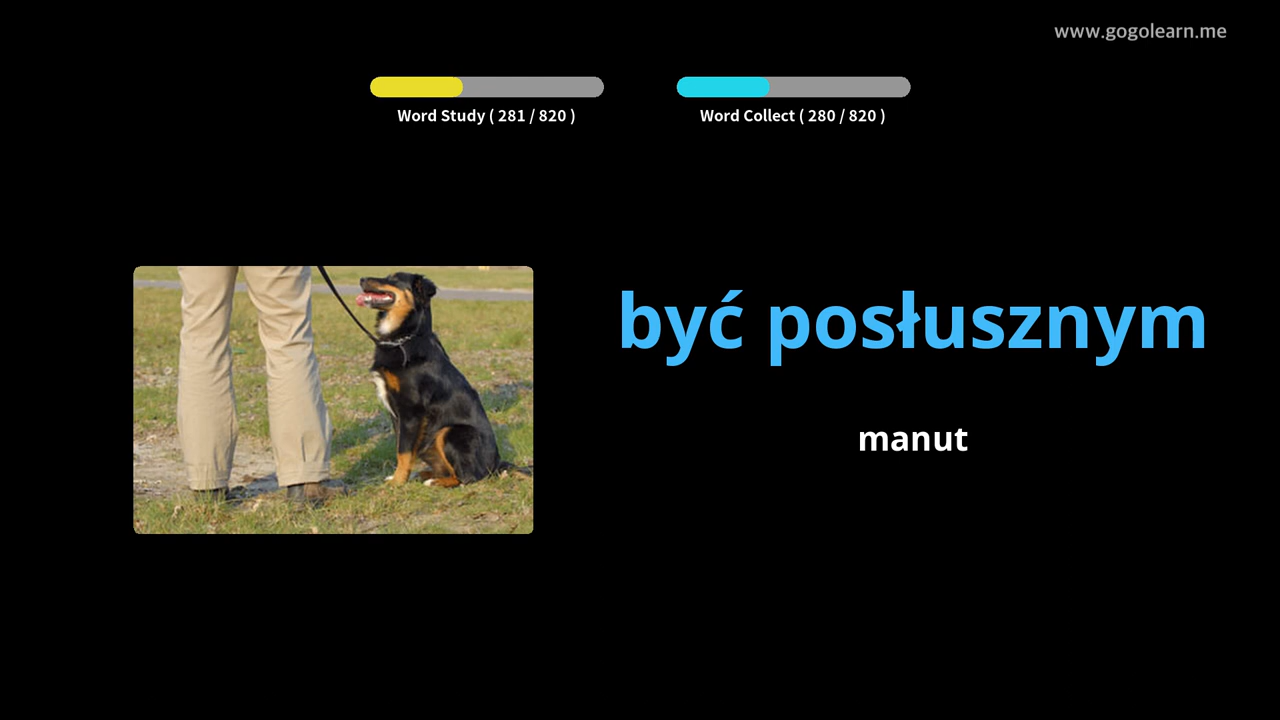 www.gogolearn.me
Word Study ( 281 / 820 )
Word Collect ( 280 / 820 )
być posłusznym
manut